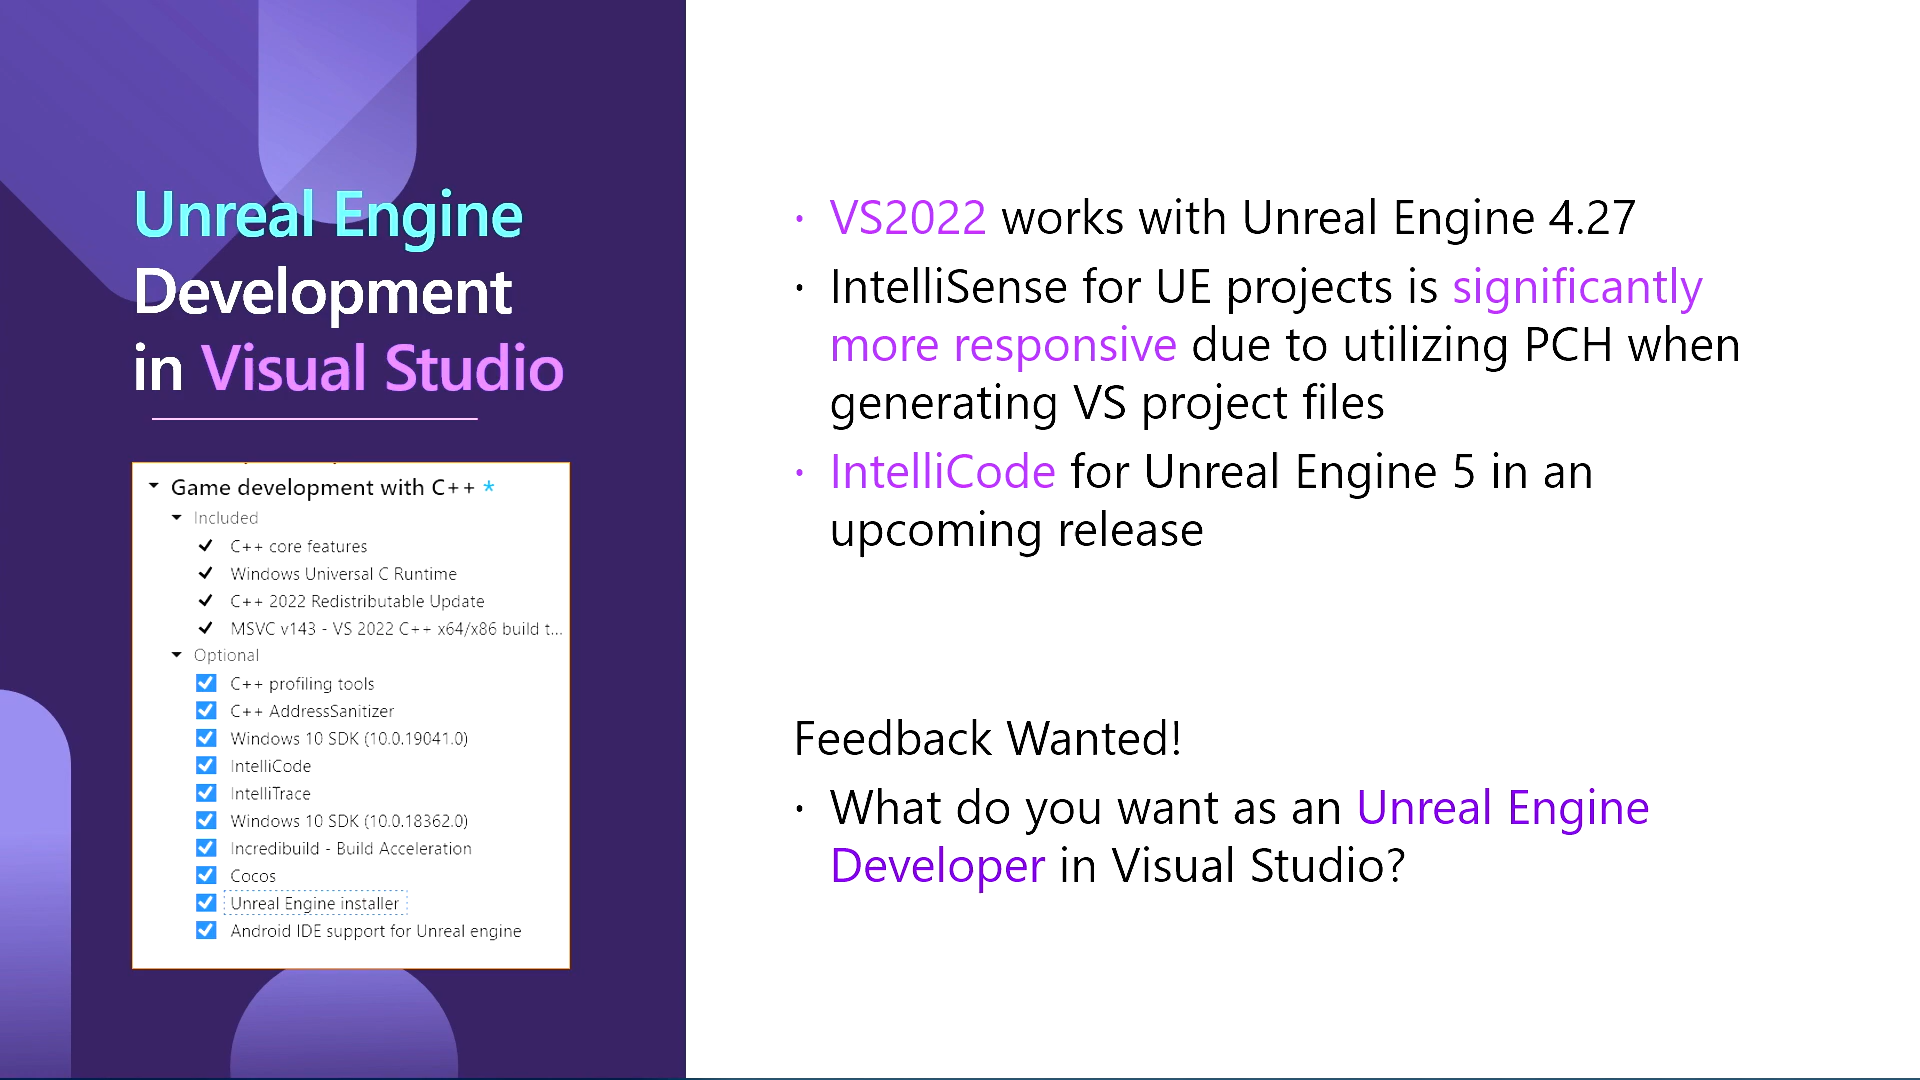 Unreal Engine
Development
in Visual Studio
Game development with C++ *
Included
C++ core features
Windows Universal C Runtime
C++ 2022 Redistributable Update
MSVC v143 - VS 2022 C++ x64/x86 build t...
Optional
C++ profiling tools
C++ AddressSanitizer
Windows 10 SDK (10.0.19041.0)
IntelliCode
IntelliTrace
Windows 10 SDK (10.0.18362.0)
Incredibuild - Build Acceleration
Cocos
Unreal Engine installer
Android IDE support for Unreal engine
· VS2022 works with Unreal Engine 4.27
· IntelliSense for UE projects is significantly
more responsive due to utilizing PCH when
generating VS project files
· IntelliCode for Unreal Engine 5 in an
upcoming release
Feedback Wanted!
· What do you want as an Unreal Engine
Developer in Visual Studio?